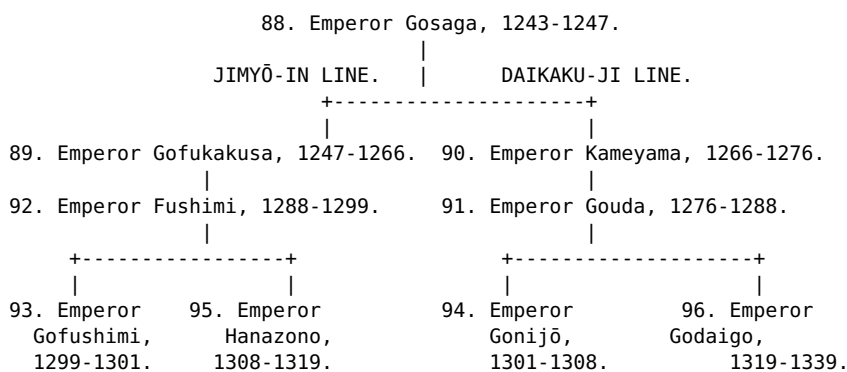 88. Emperor Gosaga, 1243-1247.
JIMYŌ-IN LINE. | DAIKAKU-JI LINE.
89. Emperor Gofukakusa, 1247-1266. 90. Emperor Kameyama, 1266-1276.
92. Emperor Fushimi, 1288-1299. 91. Emperor Gouda, 1276-1288.
93. Emperor 95. Emperor 94. Emperor 96. Emperor
Gofushimi, Hanazono, Gonijō, Godaigo,
1299-1301. 1308-1319. 1301-1308. 1319-1339.